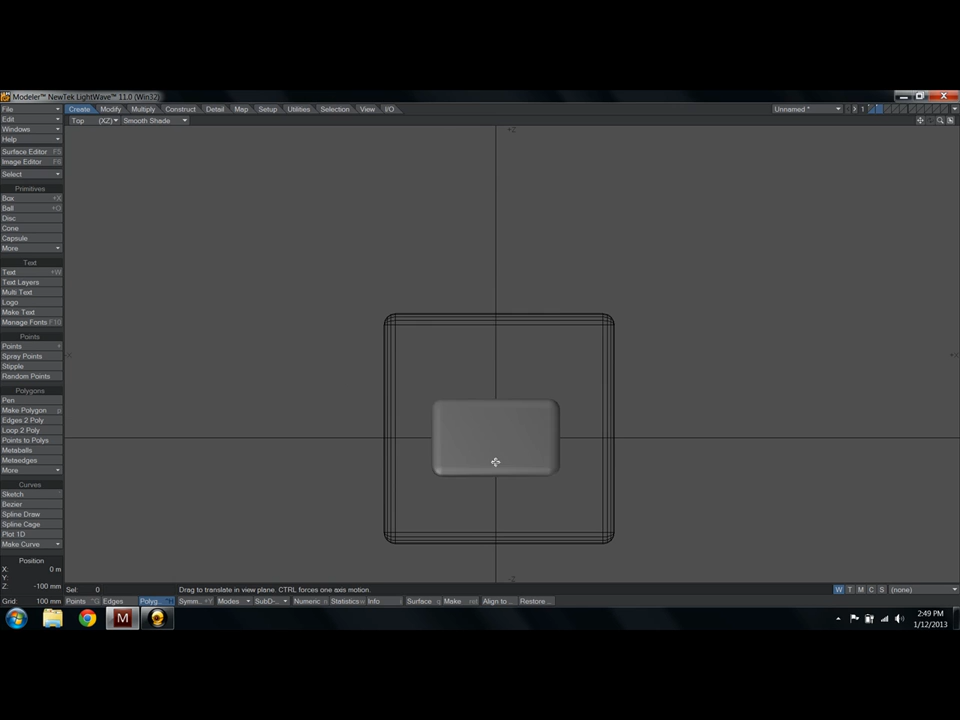 Modeler™ NewTek LightWave™ 11.0 (Win32)
File
Edit
Windows
Help
Surface Editor F5
Image Editor F6
Select
Primitives
Box +X
Ball +O
Disc
Cone
Capsule
More
Text
Text +W
Text Layers
Multi Text
Logo
Make Text
Manage Fonts F10
Points
Points +
Spray Points
Stipple
Random Points
Polygons
Pen
Make Polygon p
Edges 2 Poly
Loop 2 Poly
Points to Polys
Metaballs
Metaedges
More
Curves
Sketch
Bezier
Spline Draw
Spline Cage
Plot 1D
Make Curve
Position
X: 0 m
Y:
Z: -100 mm
Grid: 100 mm
Create Modify Multiply Construct Detail Map Setup Utilities Selection View I/O
Unnamed * 1
Top (XZ) Smooth Shade
+Z
-X
+X
-Z
Sel: 0 Drag to translate in view plane. CTRL forces one axis motion.
W T M C S (none)
Points ^G Edges Polyg... ^H Symm... +Y Modes SubD-... Numeric n Statistics w Info i Surface q Make ... ret Align to ... Restore ...
2:49 PM
1/12/2013